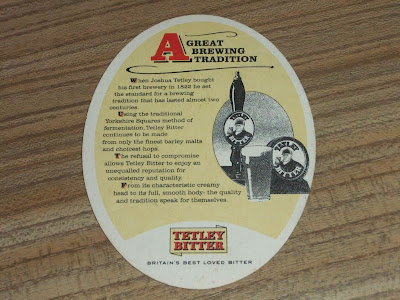 A GREAT
BREWING
TRADITION
When Joshua Tetley bought
his first brewery in 1822 he set
the standard for a brewing
tradition that has lasted almost two
centuries.
Using the traditional
Yorkshire Squares method of
fermentation, Tetley Bitter
continues to be made
from only the finest barley malts
and choicest hops.
The refusal to compromise
allows Tetley Bitter to enjoy an
unequalled reputation for
consistency and quality.
From its characteristic creamy
head to its full, smooth body: the quality
and tradition speak for themselves.
TETLEY
BITTER
TETLEY
BITTER
TETLEY
BITTER
BRITAIN'S BEST LOVED BITTER